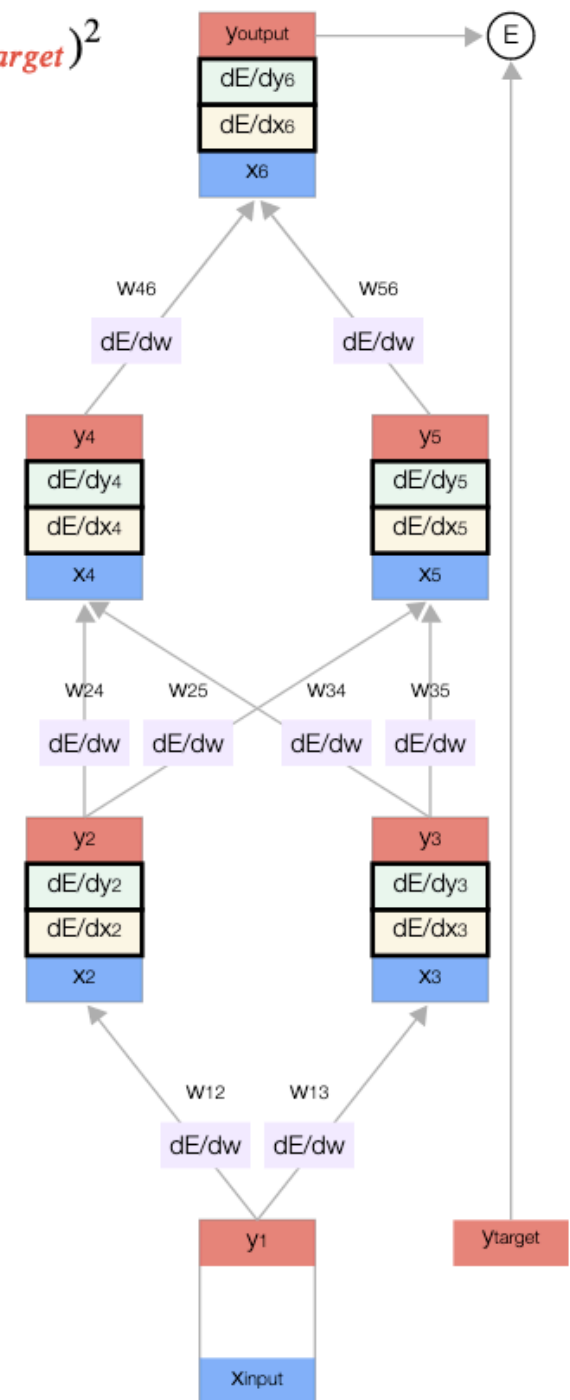 arget)²
youtput E
dE/dy6
dE/dx6
x6
w46 w56
dE/dw dE/dw
y4 y5
dE/dy4 dE/dy5
dE/dx4 dE/dx5
x4 x5
w24 w25 w34 w35
dE/dw dE/dw dE/dw dE/dw
y2 y3
dE/dy2 dE/dy3
dE/dx2 dE/dx3
x2 x3
w12 w13
dE/dw dE/dw
y1 ytarget
xinput